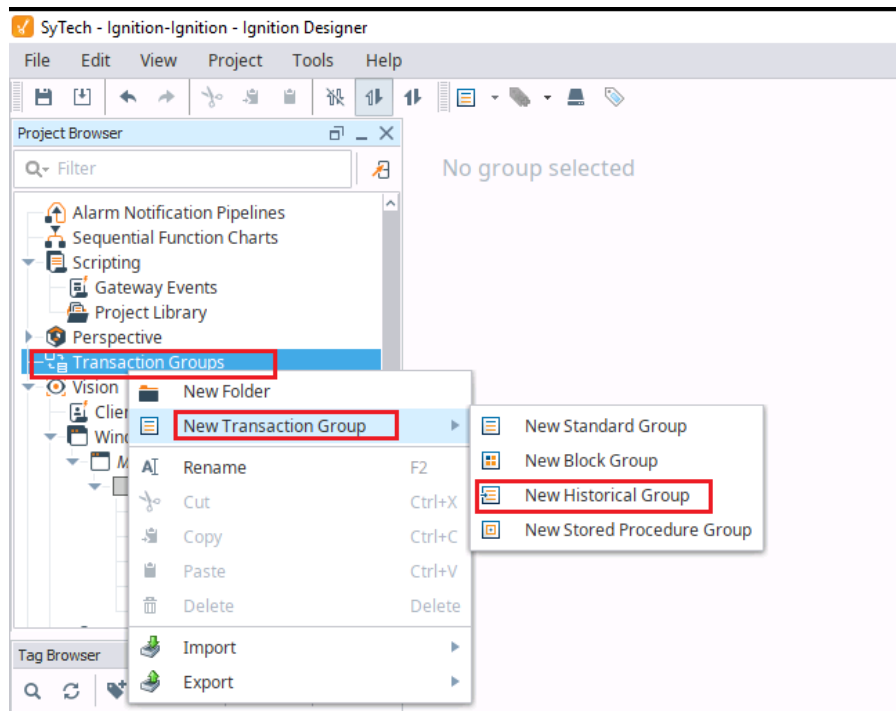 SyTech - Ignition-Ignition - Ignition Designer
File Edit View Project Tools Help
Project Browser
Filter
No group selected
Alarm Notification Pipelines
Sequential Function Charts
Scripting
Gateway Events
Project Library
Perspective
Transaction Groups
Vision
New Folder
New Transaction Group
New Standard Group
New Block Group
New Historical Group
New Stored Procedure Group
Rename F2
Cut Ctrl+X
Copy Ctrl+C
Paste Ctrl+V
Delete Delete
Import
Export
Tag Browser